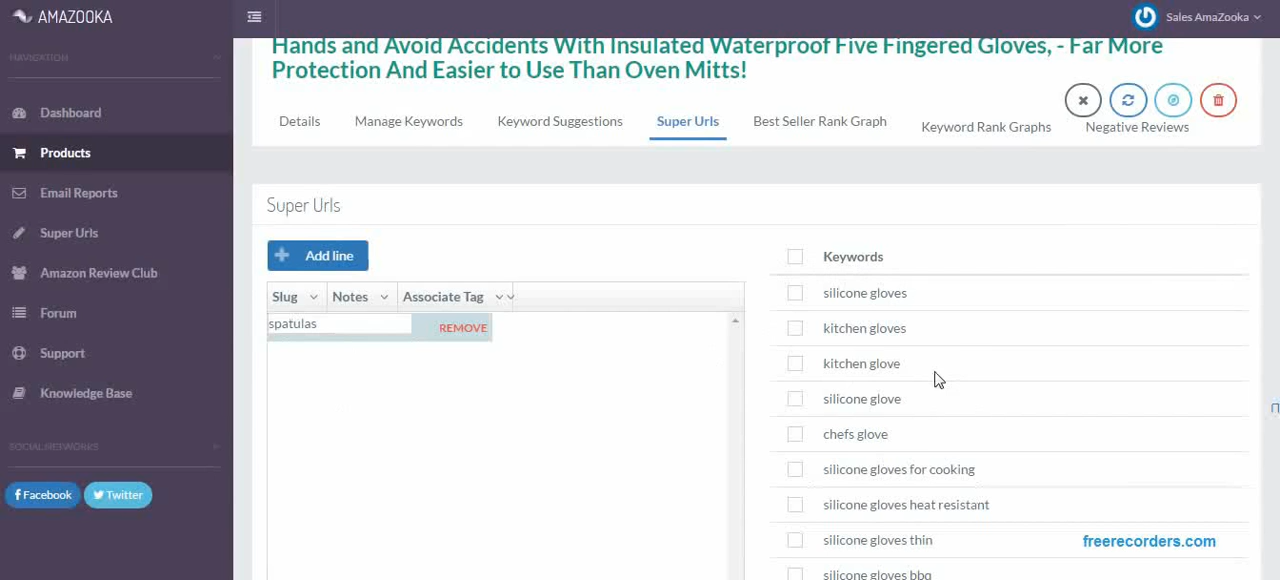 AMAZOOKA
Sales AmaZooka
NAVIGATION
Dashboard
Products
Email Reports
Super Urls
Amazon Review Club
Forum
Support
Knowledge Base
SOCIAL NETWORKS
Facebook
Twitter
Hands and Avoid Accidents With Insulated Waterproof Five Fingered Gloves, - Far More
Protection And Easier to Use Than Oven Mitts!
Details
Manage Keywords
Keyword Suggestions
Super Urls
Best Seller Rank Graph
Keyword Rank Graphs
Negative Reviews
Super Urls
Add line
Slug
Notes
Associate Tag
spatulas
REMOVE
Keywords
silicone gloves
kitchen gloves
kitchen glove
silicone glove
chefs glove
silicone gloves for cooking
silicone gloves heat resistant
silicone gloves thin
silicone gloves bbq
freerecorders.com